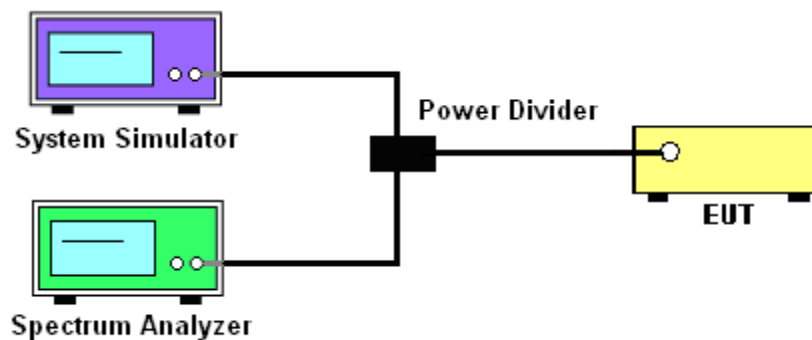 System Simulator
Power Divider
EUT
Spectrum Analyzer